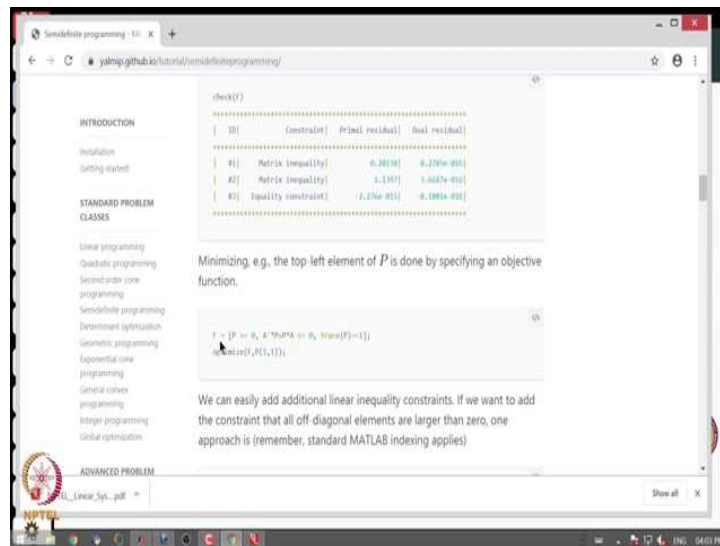 Semidefinite programming - YA
yalmip.github.io/tutorial/semidefiniteprogramming/
INTRODUCTION
Installation
Getting started!
STANDARD PROBLEM
CLASSES
Linear programming
Quadratic programming
Second order cone
programming
Semidefinite programming
Determinant optimization
Geometric programming
Exponential cone
programming
General convex
programming
Integer programming
Global optimization
ADVANCED PROBLEM
check(F)
| ID| Constraint| Primal residual| Dual residual|
| #1| Matrix inequality|
| #2| Matrix inequality|
| #3| Equality constraint|
Minimizing, e.g., the top-left element of P is done by specifying an objective
function.
F = [P >= 0, A'*P+P*A <= 0, trace(P)==1];
optimize(F,P(1,1));
We can easily add additional linear inequality constraints. If we want to add
the constraint that all off-diagonal elements are larger than zero, one
approach is (remember, standard MATLAB indexing applies)
TEL_Linear_Sys....pdf
Show all
NPTEL
ENG